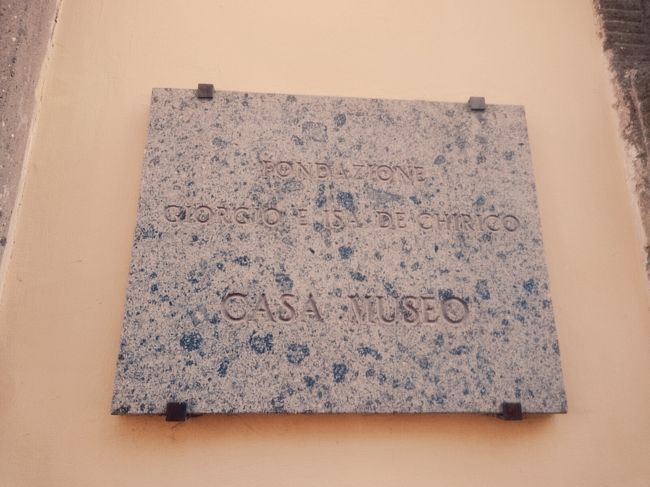 FONDAZIONE
GIORGIO E ISA DE CHIRICO
CASA MUSEO